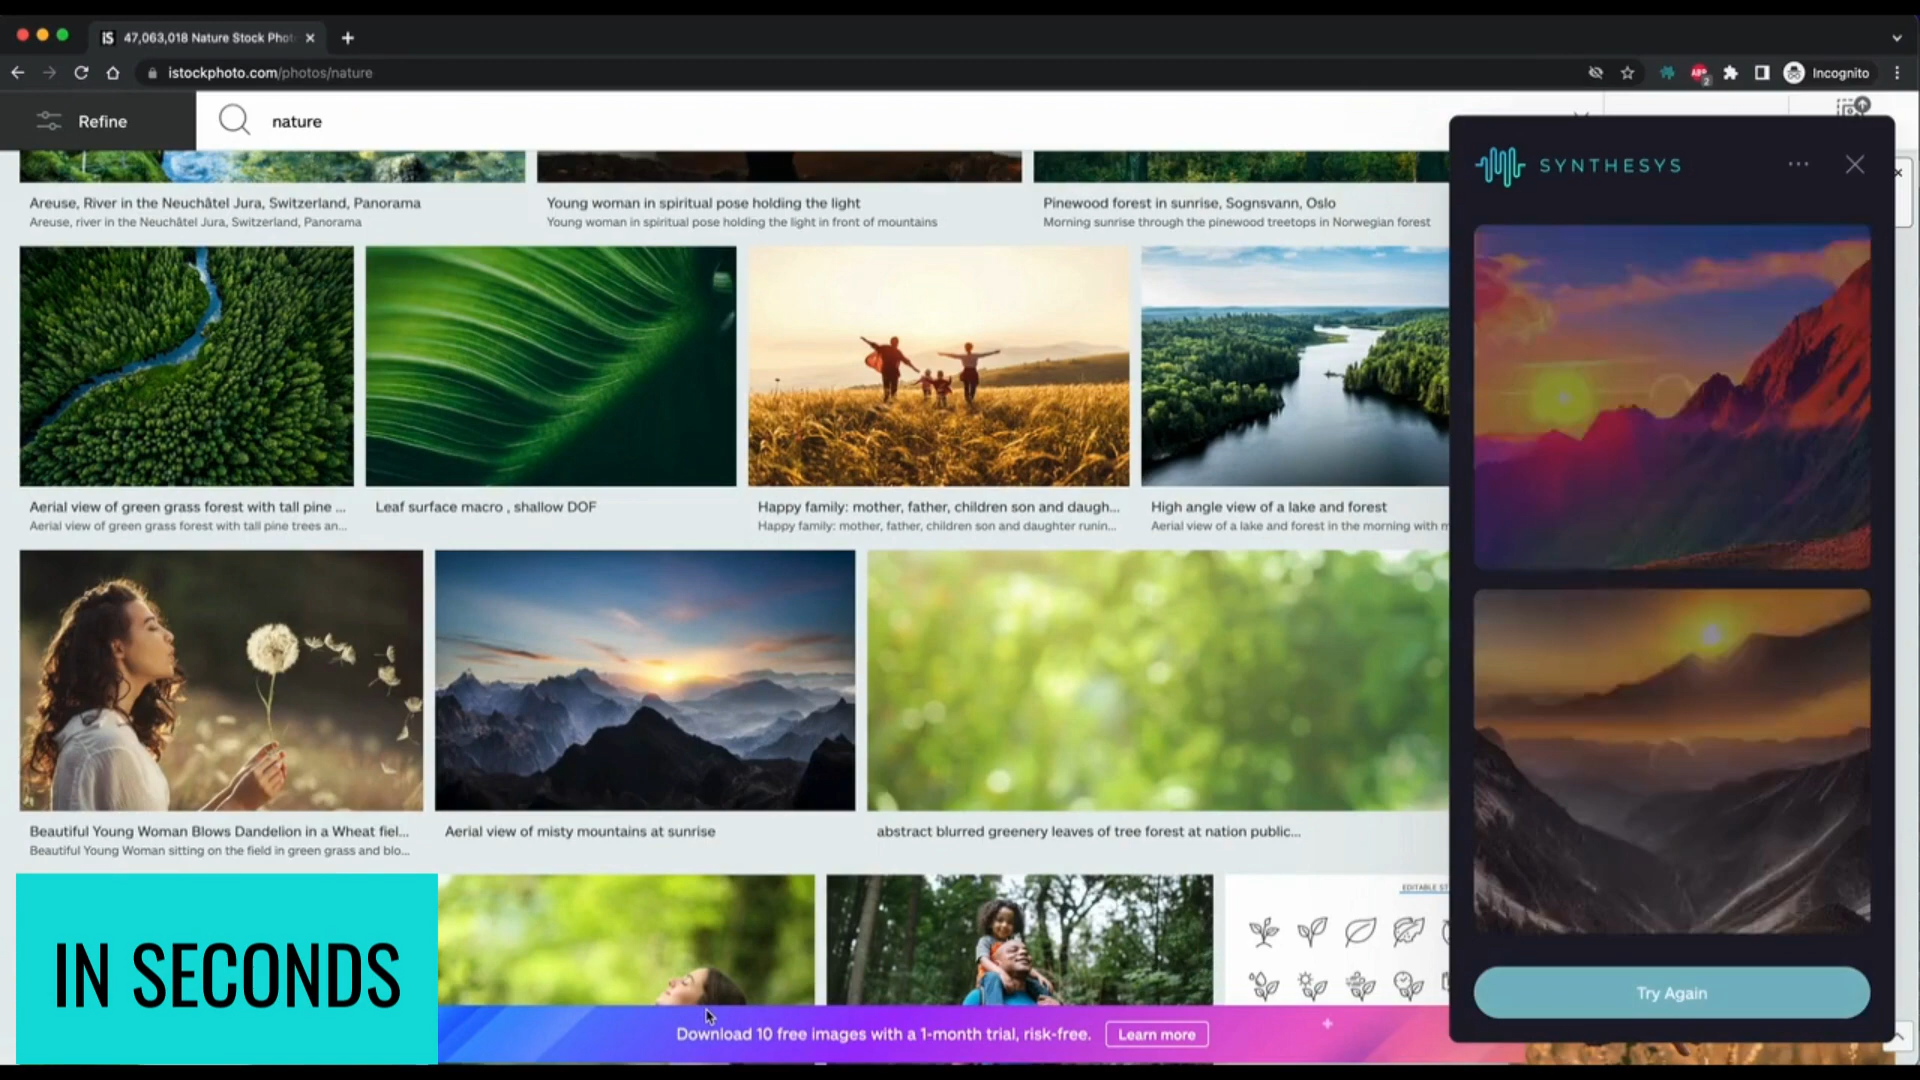 iS 47,063,018 Nature Stock Phot
istockphoto.com/photos/nature
ABP
2
Incognito
Refine
nature
SYNTHESYS
Areuse, River in the Neuchâtel Jura, Switzerland, Panorama
Areuse, river in the Neuchâtel Jura, Switzerland, Panorama
Young woman in spiritual pose holding the light
Young woman in spiritual pose holding the light in front of mountains
Pinewood forest in sunrise, Sognsvann, Oslo
Morning sunrise through the pinewood treetops in Norwegian forest
Aerial view of green grass forest with tall pine ...
Aerial view of green grass forest with tall pine trees an...
Leaf surface macro , shallow DOF
Happy family: mother, father, children son and daugh...
Happy family: mother, father, children son and daughter runin...
High angle view of a lake and forest
Aerial view of a lake and forest in the morning with m
Beautiful Young Woman Blows Dandelion in a Wheat fiel...
Beautiful Young Woman sitting on the field in green grass and blo...
Aerial view of misty mountains at sunrise
abstract blurred greenery leaves of tree forest at nation public...
EDITABLE ST
IN SECONDS
Try Again
Download 10 free images with a 1-month trial, risk-free.
Learn more